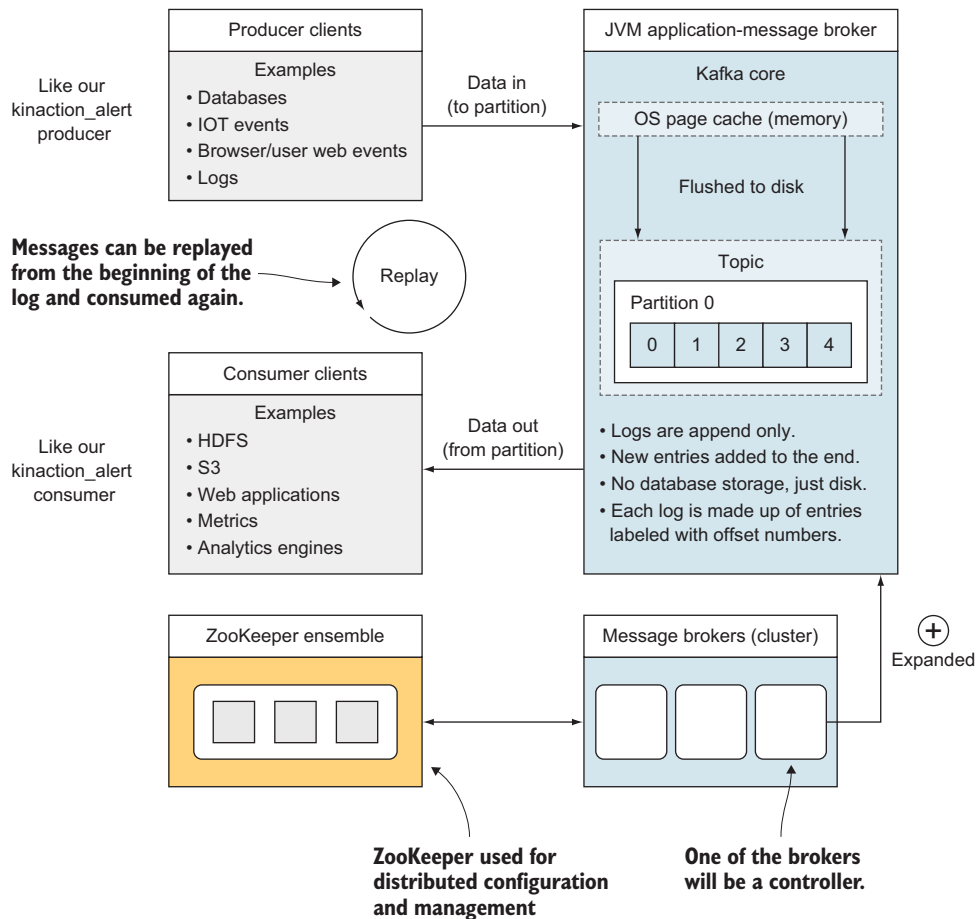 Producer clients
Examples
• Databases
• IOT events
• Browser/user web events
• Logs
Like our
kinaction_alert
producer
Data in
(to partition)
JVM application-message broker
Kafka core
OS page cache (memory)
Flushed to disk
Topic
Partition 0
0 1 2 3 4
• Logs are append only.
• New entries added to the end.
• No database storage, just disk.
• Each log is made up of entries
labeled with offset numbers.
Messages can be replayed
from the beginning of the
log and consumed again.
Replay
Consumer clients
Examples
• HDFS
• S3
• Web applications
• Metrics
• Analytics engines
Like our
kinaction_alert
consumer
Data out
(from partition)
ZooKeeper ensemble
Message brokers (cluster)
+
Expanded
ZooKeeper used for
distributed configuration
and management
One of the brokers
will be a controller.